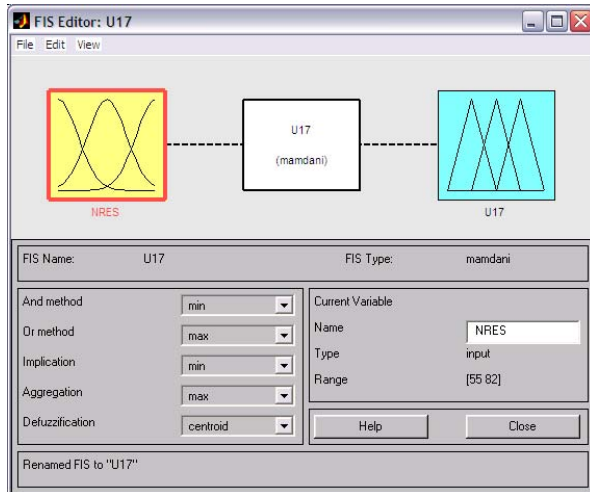 FIS Editor: U17
File Edit View
U17
(mamdani)
NRES
U17
FIS Name: U17 FIS Type: mamdani
And method min
Or method max
Implication min
Aggregation max
Defuzzification centroid
Current Variable
Name NRES
Type input
Range [55 82]
Help Close
Renamed FIS to "U17"